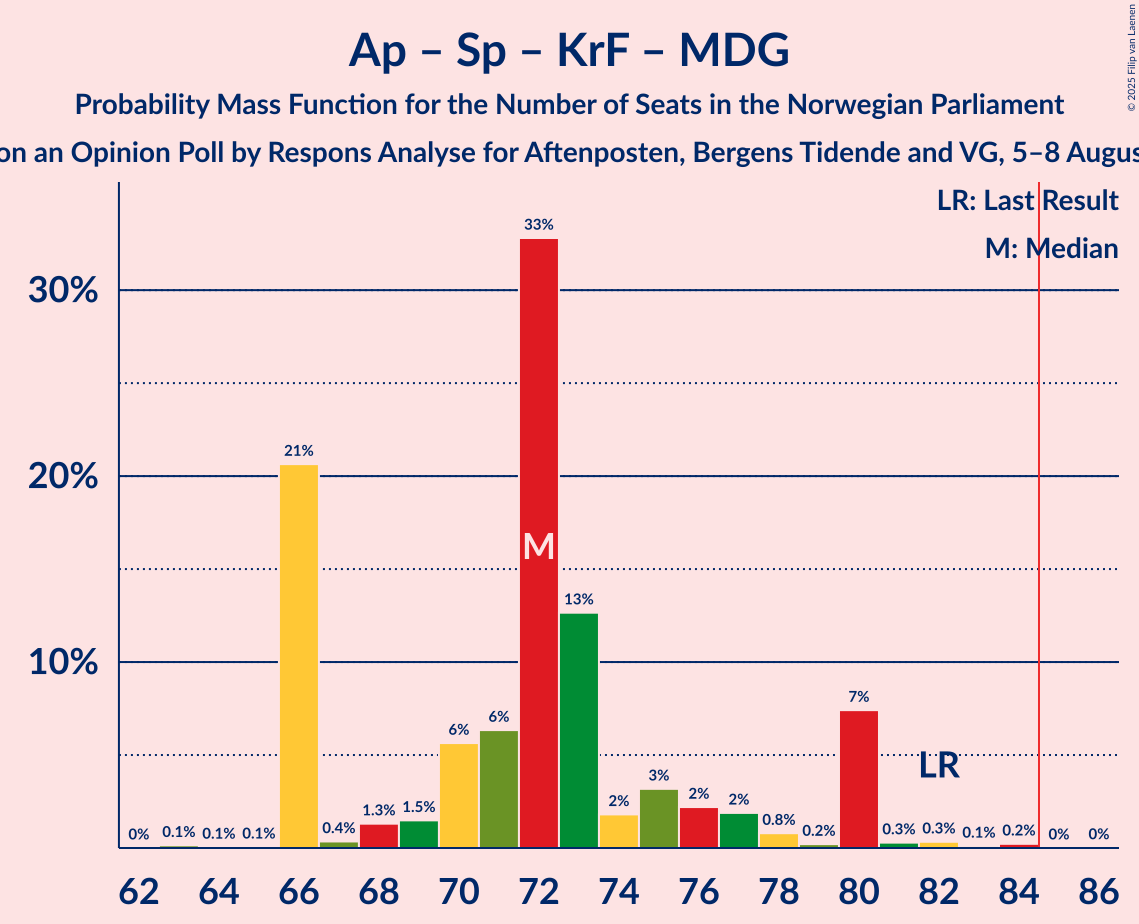 Ap – Sp – KrF – MDG
Probability Mass Function for the Number of Seats in the Norwegian Parliament
on an Opinion Poll by Respons Analyse for Aftenposten, Bergens Tidende and VG, 5–8 Augus
© 2025 Filip van Laenen
LR: Last Result
M: Median
30%
20%
10%
0% 0.1% 0.1% 0.1% 21% 0.4% 1.3% 1.5% 6% 6% 33% 13% 2% 3% 2% 2% 0.8% 0.2% 7% 0.3% 0.3% 0.1% 0.2% 0% 0%
M
LR
62 64 66 68 70 72 74 76 78 80 82 84 86